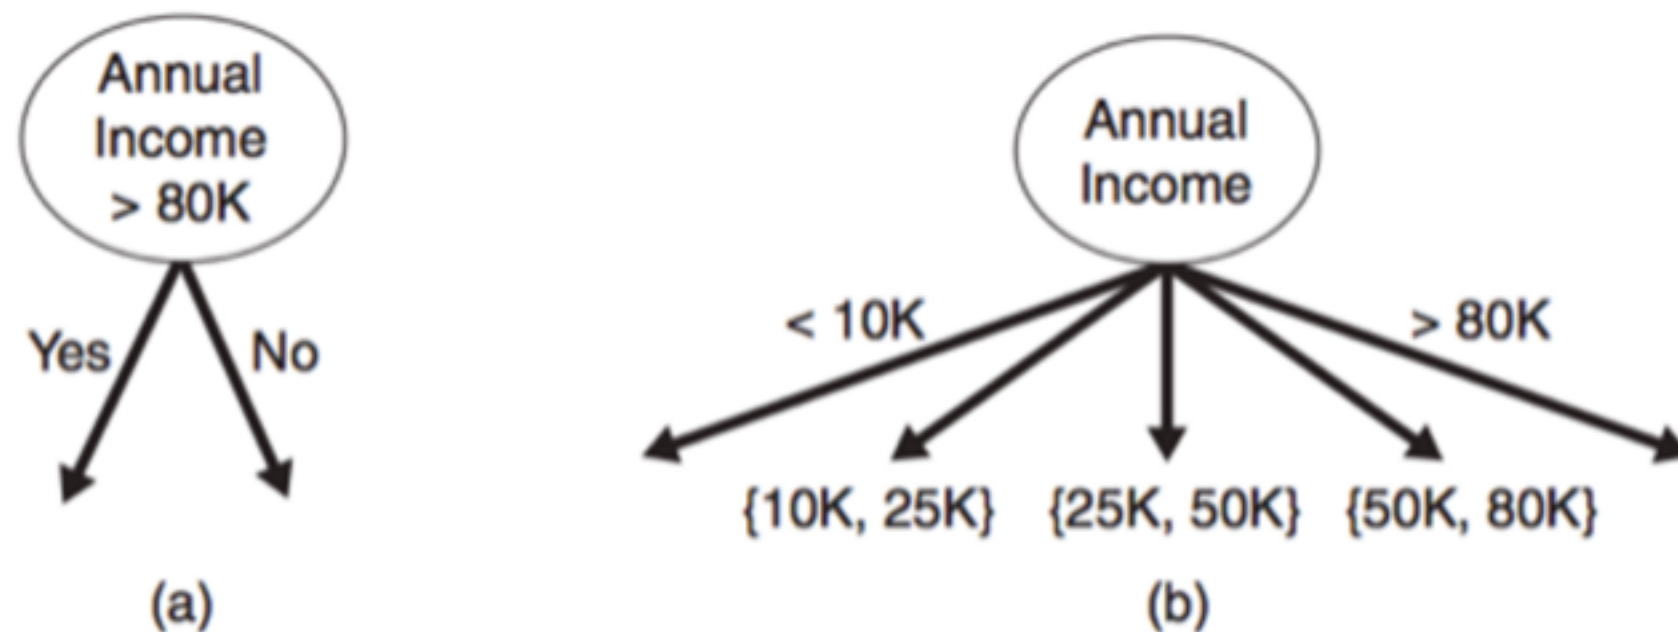 Annual
Income
> 80K
Yes
No
(a)
Annual
Income
< 10K
> 80K
{10K, 25K}
{25K, 50K}
{50K, 80K}
(b)